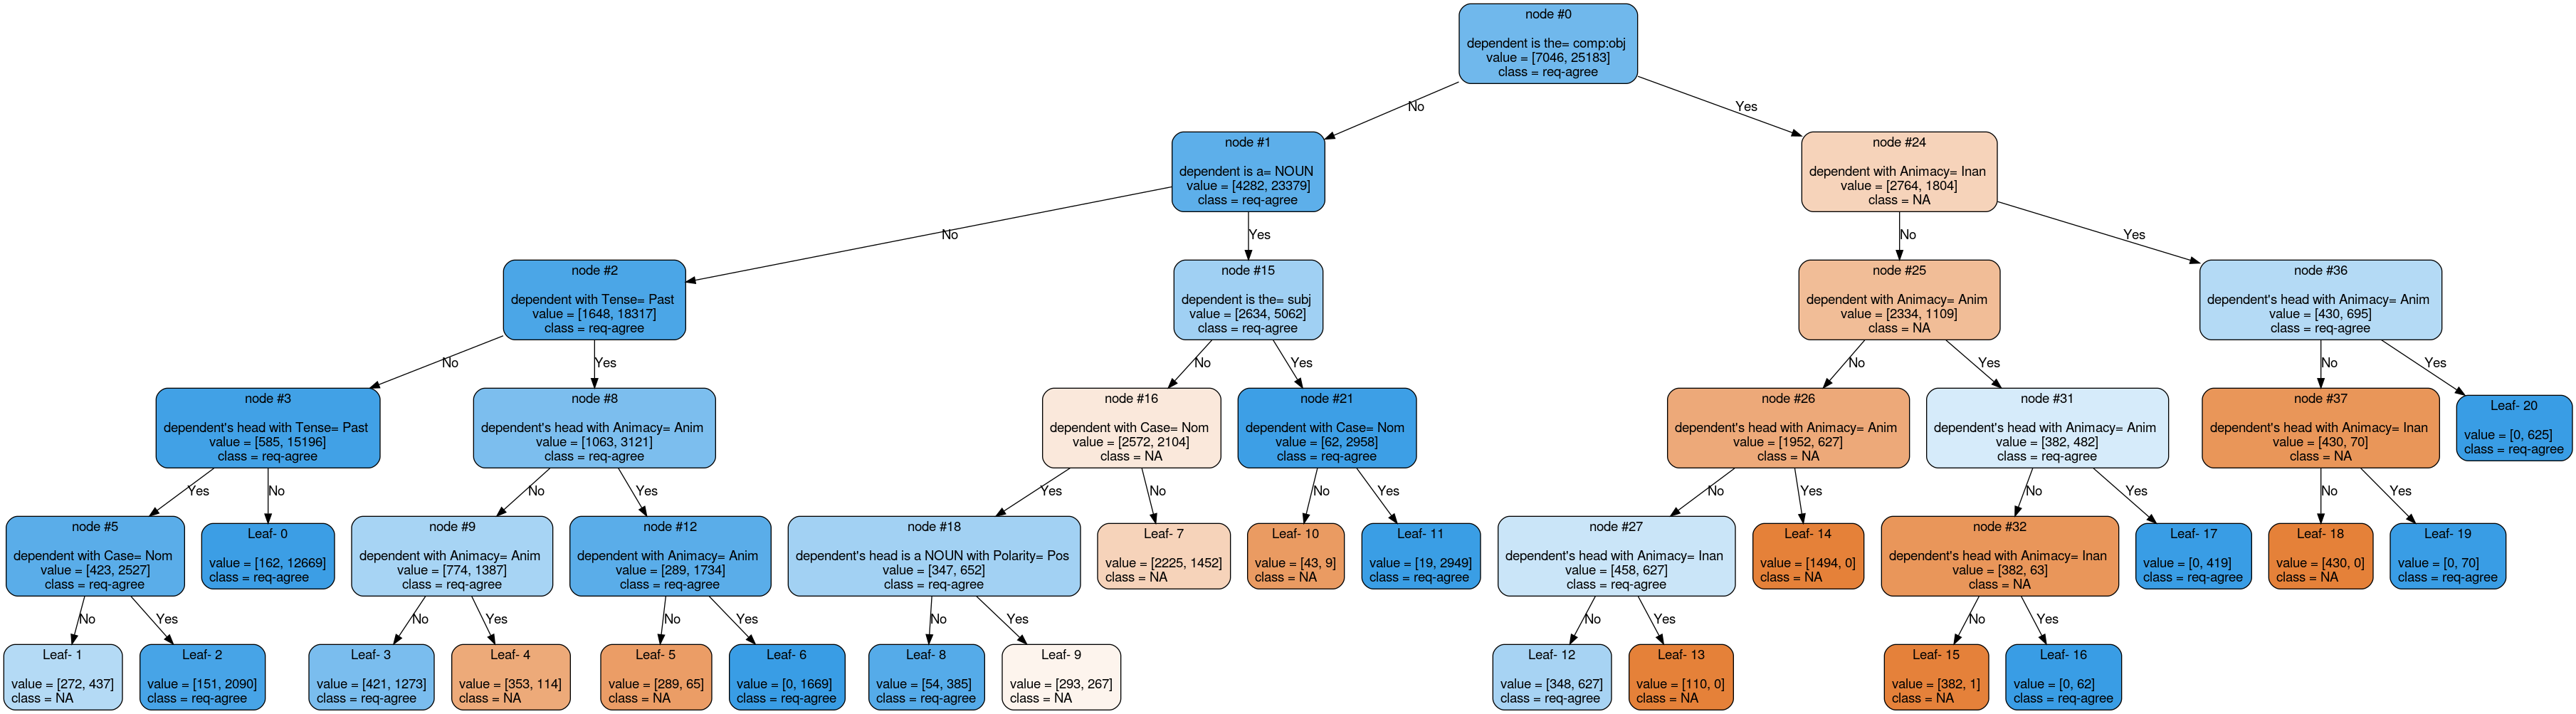 node #0
dependent is the= comp:obj
value = [7046, 25183]
class = req-agree
No
Yes
node #1
dependent is a= NOUN
value = [4282, 23379]
class = req-agree
node #24
dependent with Animacy= Inan
value = [2764, 1804]
class = NA
No
Yes
No
Yes
node #2
dependent with Tense= Past
value = [1648, 18317]
class = req-agree
node #15
dependent is the= subj
value = [2634, 5062]
class = req-agree
node #25
dependent with Animacy= Anim
value = [2334, 1109]
class = NA
node #36
dependent's head with Animacy= Anim
value = [430, 695]
class = req-agree
No
Yes
No
Yes
No
Yes
No
Yes
node #3
dependent's head with Tense= Past
value = [585, 15196]
class = req-agree
node #8
dependent's head with Animacy= Anim
value = [1063, 3121]
class = req-agree
node #16
dependent with Case= Nom
value = [2572, 2104]
class = NA
node #21
dependent with Case= Nom
value = [62, 2958]
class = req-agree
node #26
dependent's head with Animacy= Anim
value = [1952, 627]
class = NA
node #31
dependent's head with Animacy= Anim
value = [382, 482]
class = req-agree
node #37
dependent's head with Animacy= Inan
value = [430, 70]
class = NA
Leaf- 20
value = [0, 625]
class = req-agree
Yes
No
No
Yes
Yes
No
No
Yes
No
Yes
No
Yes
No
Yes
node #5
dependent with Case= Nom
value = [423, 2527]
class = req-agree
Leaf- 0
value = [162, 12669]
class = req-agree
node #9
dependent with Animacy= Anim
value = [774, 1387]
class = req-agree
node #12
dependent with Animacy= Anim
value = [289, 1734]
class = req-agree
node #18
dependent's head is a NOUN with Polarity= Pos
value = [347, 652]
class = req-agree
Leaf- 7
value = [2225, 1452]
class = NA
Leaf- 10
value = [43, 9]
class = NA
Leaf- 11
value = [19, 2949]
class = req-agree
node #27
dependent's head with Animacy= Inan
value = [458, 627]
class = req-agree
Leaf- 14
value = [1494, 0]
class = NA
node #32
dependent's head with Animacy= Inan
value = [382, 63]
class = NA
Leaf- 17
value = [0, 419]
class = req-agree
Leaf- 18
value = [430, 0]
class = NA
Leaf- 19
value = [0, 70]
class = req-agree
No
Yes
No
Yes
No
Yes
No
Yes
No
Yes
No
Yes
Leaf- 1
value = [272, 437]
class = NA
Leaf- 2
value = [151, 2090]
class = req-agree
Leaf- 3
value = [421, 1273]
class = req-agree
Leaf- 4
value = [353, 114]
class = NA
Leaf- 5
value = [289, 65]
class = NA
Leaf- 6
value = [0, 1669]
class = req-agree
Leaf- 8
value = [54, 385]
class = req-agree
Leaf- 9
value = [293, 267]
class = NA
Leaf- 12
value = [348, 627]
class = req-agree
Leaf- 13
value = [110, 0]
class = NA
Leaf- 15
value = [382, 1]
class = NA
Leaf- 16
value = [0, 62]
class = req-agree